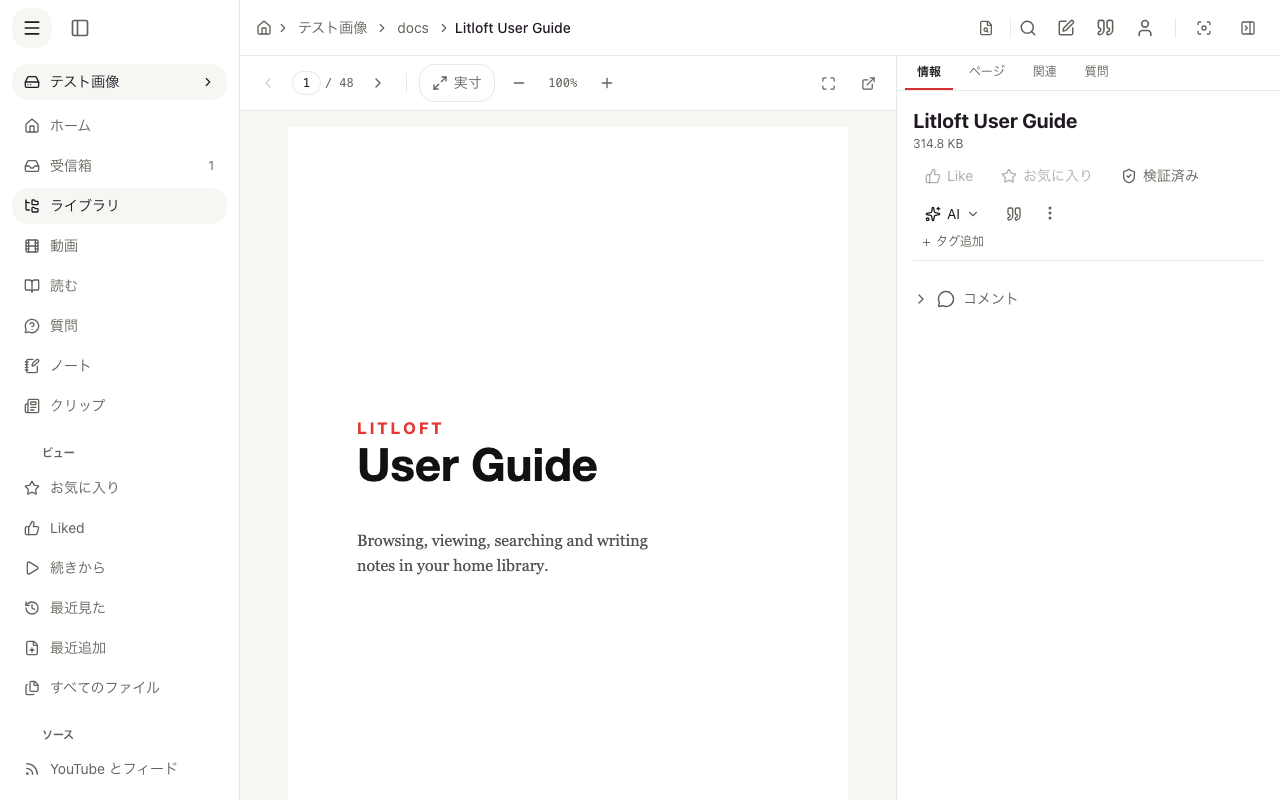 テスト画像 docs Litloft User Guide
テスト画像
ホーム
受信箱 1
ライブラリ
動画
読む
質問
ノート
クリップ
ビュー
お気に入り
Liked
続きから
最近見た
最近追加
すべてのファイル
ソース
YouTube とフィード
1 / 48 実寸 100%
LITLOFT
User Guide
Browsing, viewing, searching and writing
notes in your home library.
情報 ページ 関連 質問
Litloft User Guide
314.8 KB
Like お気に入り 検証済み
AI
+ タグ追加
コメント